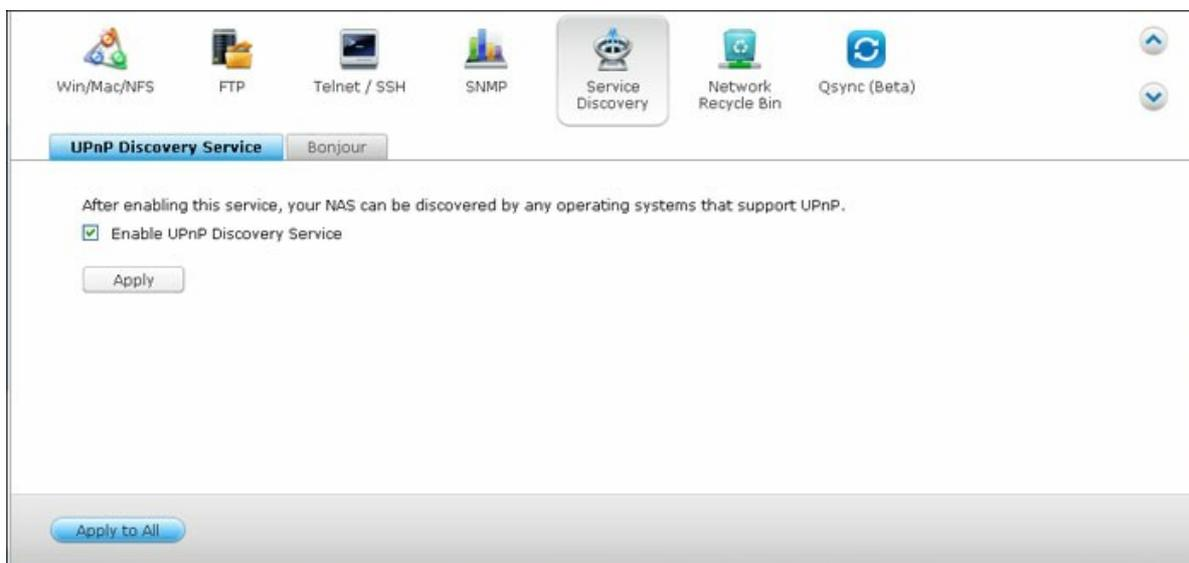 Win/Mac/NFS
FTP
Telnet / SSH
SNMP
Service
Discovery
Network
Recycle Bin
Qsync (Beta)
UPnP Discovery Service
Bonjour
After enabling this service, your NAS can be discovered by any operating systems that support UPnP.
Enable UPnP Discovery Service
Apply
Apply to All